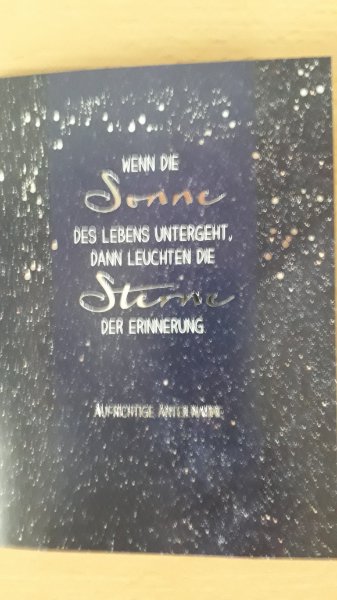 WENN DIE
Sonne
DES LEBENS UNTERGEHT,
DANN LEUCHTEN DIE
Sterne
DER ERINNERUNG.
AUFRICHTIGE ANTEILNAHME